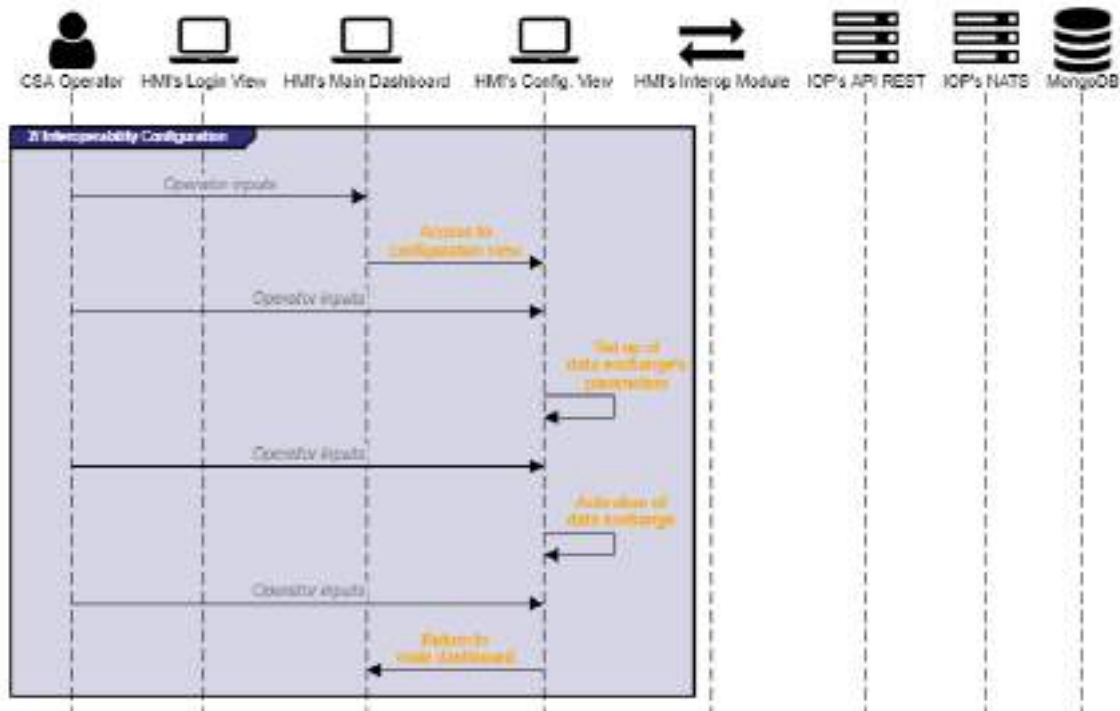 CSA Operator
HMI's Login View
HMI's Main Dashboard
HMI's Config. View
HMI's Interop Module
IOP's API REST
IOP's NATS
MongoDB
2) Interoperability Configuration
Operator inputs
Access to
configuration view
Operator inputs
Set up of
data exchange's
parameters
Operator inputs
Activation of
data exchange
Operator inputs
Return to
main dashboard